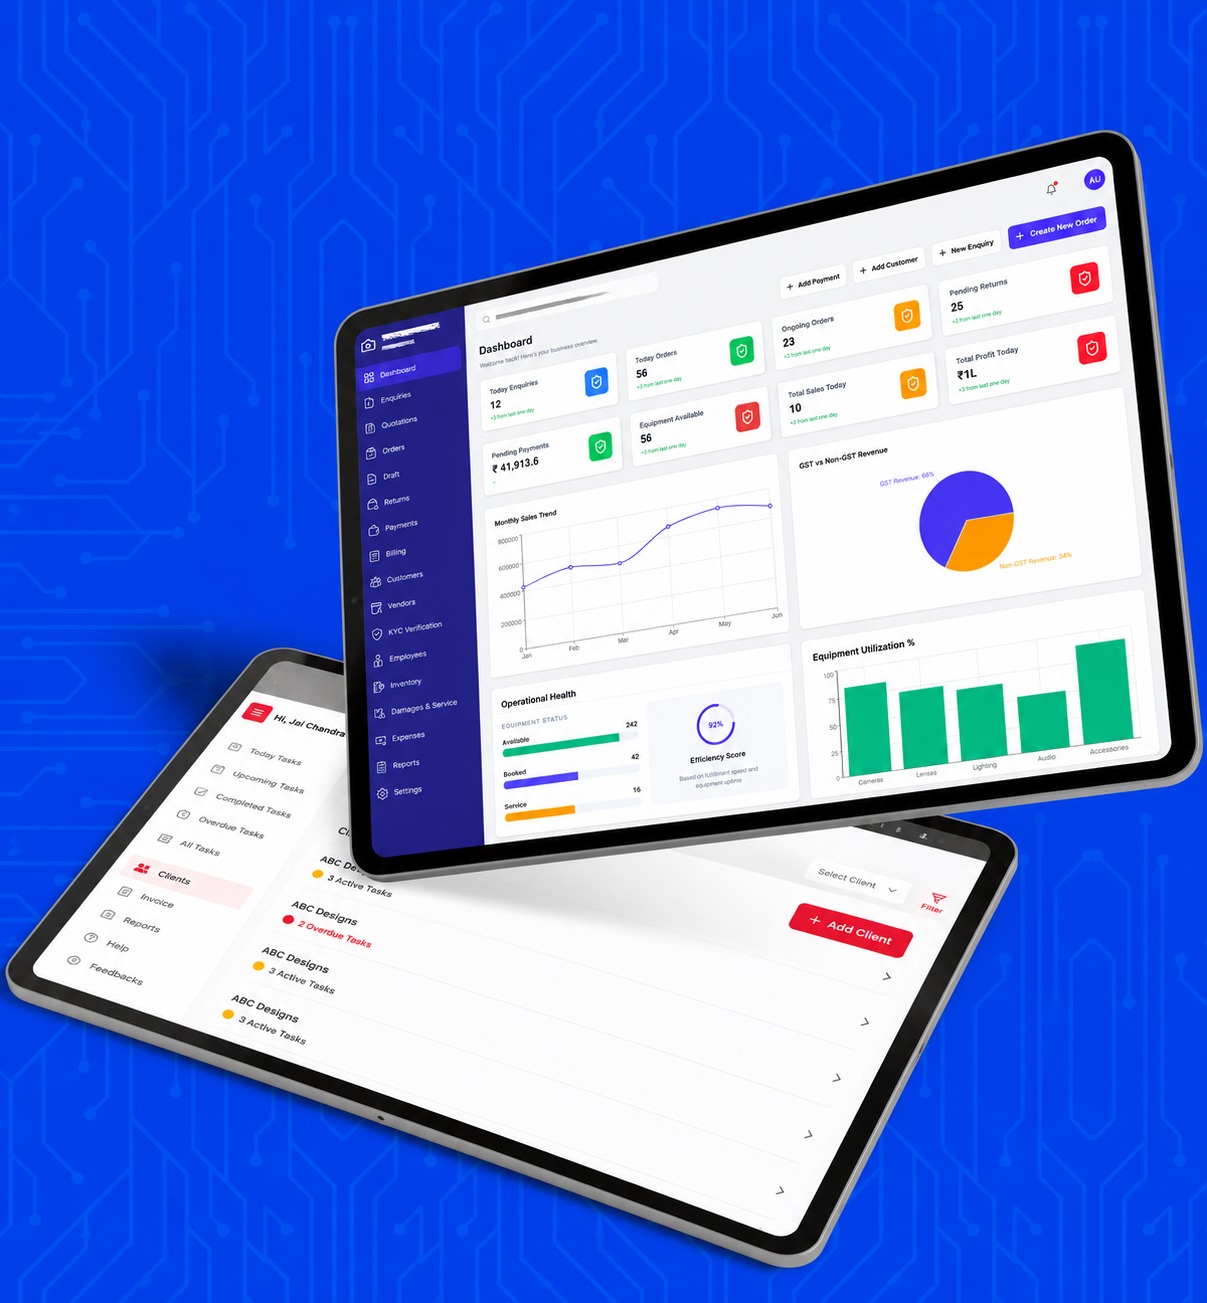 AU
Add Payment
Add Customer
New Enquiry
Create New Order
Dashboard
Welcome back! Here's your business overview.
Dashboard
Enquiries
Quotations
Orders
Draft
Returns
Payments
Billing
Customers
Vendors
KYC Verification
Employees
Inventory
Damages & Service
Expenses
Reports
Settings
Today Enquiries
12
+3 from last one day
Today Orders
56
+3 from last one day
Ongoing Orders
23
+3 from last one day
Pending Returns
25
+3 from last one day
Pending Payments
₹ 41,913.6
Equipment Available
56
+3 from last one day
Total Sales Today
10
+3 from last one day
Total Profit Today
₹1L
+3 from last one day
Monthly Sales Trend
800000
600000
400000
200000
0
Jan
Feb
Mar
Apr
May
Jun
GST vs Non-GST Revenue
GST Revenue: 66%
Non-GST Revenue: 34%
Operational Health
EQUIPMENT STATUS
Available
242
Booked
42
Service
16
92%
Efficiency Score
Based on fulfillment speed and
equipment uptime
Equipment Utilization %
100
75
50
25
0
Cameras
Lenses
Lighting
Audio
Accessories
Hi, Jai Chandra
Today Tasks
Upcoming Tasks
Completed Tasks
Overdue Tasks
All Tasks
Clients
Invoice
Reports
Help
Feedbacks
Select Client
Filter
Add Client
ABC
3 Active Tasks
ABC Designs
2 Overdue Tasks
ABC Designs
3 Active Tasks
ABC Designs
3 Active Tasks